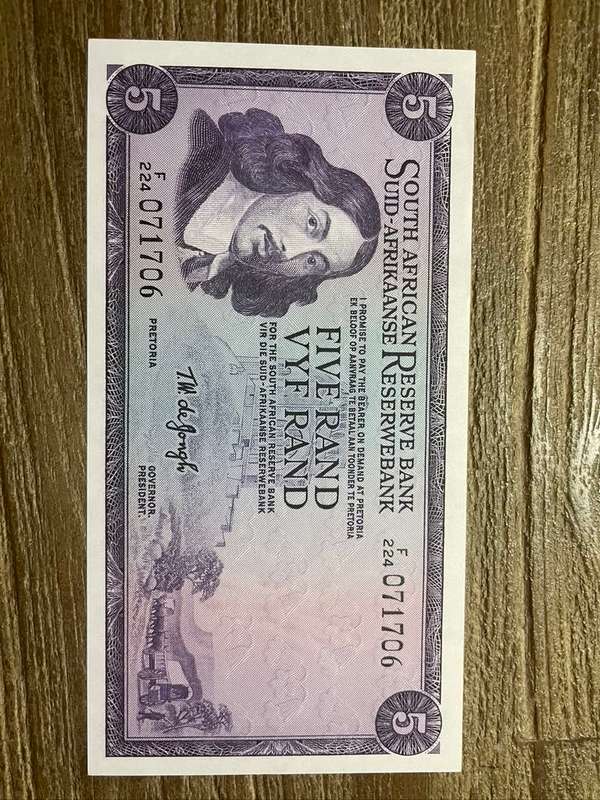 5
5
SOUTH AFRICAN RESERVE BANK
SUID-AFRIKAANSE RESERWEBANK
F
224 071706
F
224 071706
I PROMISE TO PAY THE BEARER ON DEMAND AT PRETORIA
EK BELOOF OP AANVRAAG TE BETAAL AAN TOONDER TE PRETORIA
FIVE RAND
VYF RAND
FOR THE SOUTH AFRICAN RESERVE BANK
VIR DIE SUID-AFRIKAANSE RESERWEBANK
PRETORIA
T.W. de Jongh
GOVERNOR.
PRESIDENT.
5